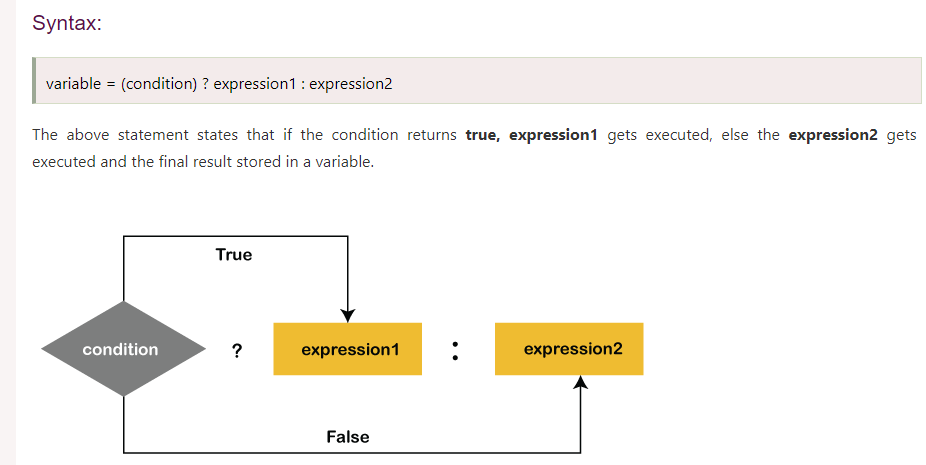 Syntax:
variable = (condition) ? expression1 : expression2
The above statement states that if the condition returns true, expression1 gets executed, else the expression2 gets
executed and the final result stored in a variable.
True
condition ? expression1 : expression2
False